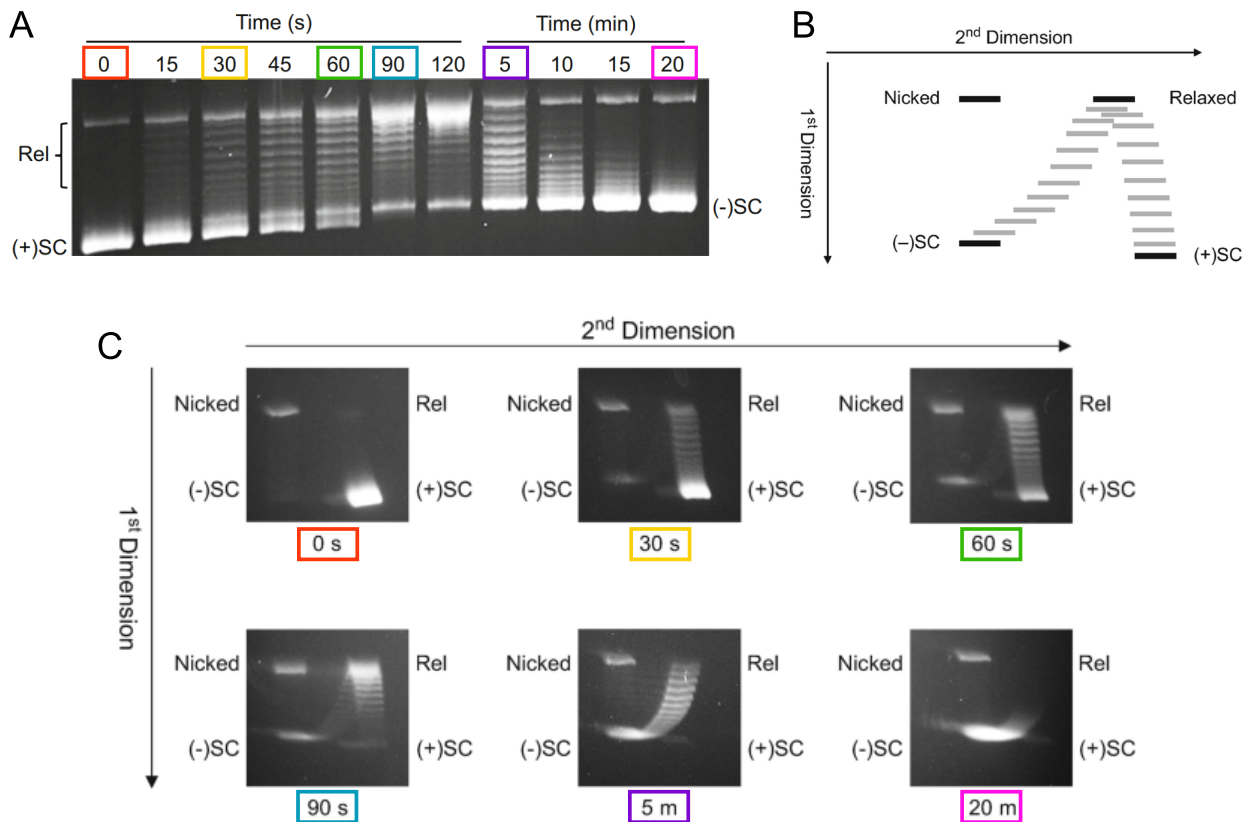 A
Time (s)
Time (min)
0 15 30 45 60 90 120 5 10 15 20
Rel
(+)SC
(-)SC
B
2nd Dimension
1st Dimension
Nicked
Relaxed
(–)SC
(+)SC
C
2nd Dimension
1st Dimension
Nicked
Rel
(-)SC
(+)SC
0 s
Nicked
Rel
(-)SC
(+)SC
30 s
Nicked
Rel
(-)SC
(+)SC
60 s
Nicked
Rel
(-)SC
(+)SC
90 s
Nicked
Rel
(-)SC
(+)SC
5 m
Nicked
Rel
(-)SC
(+)SC
20 m